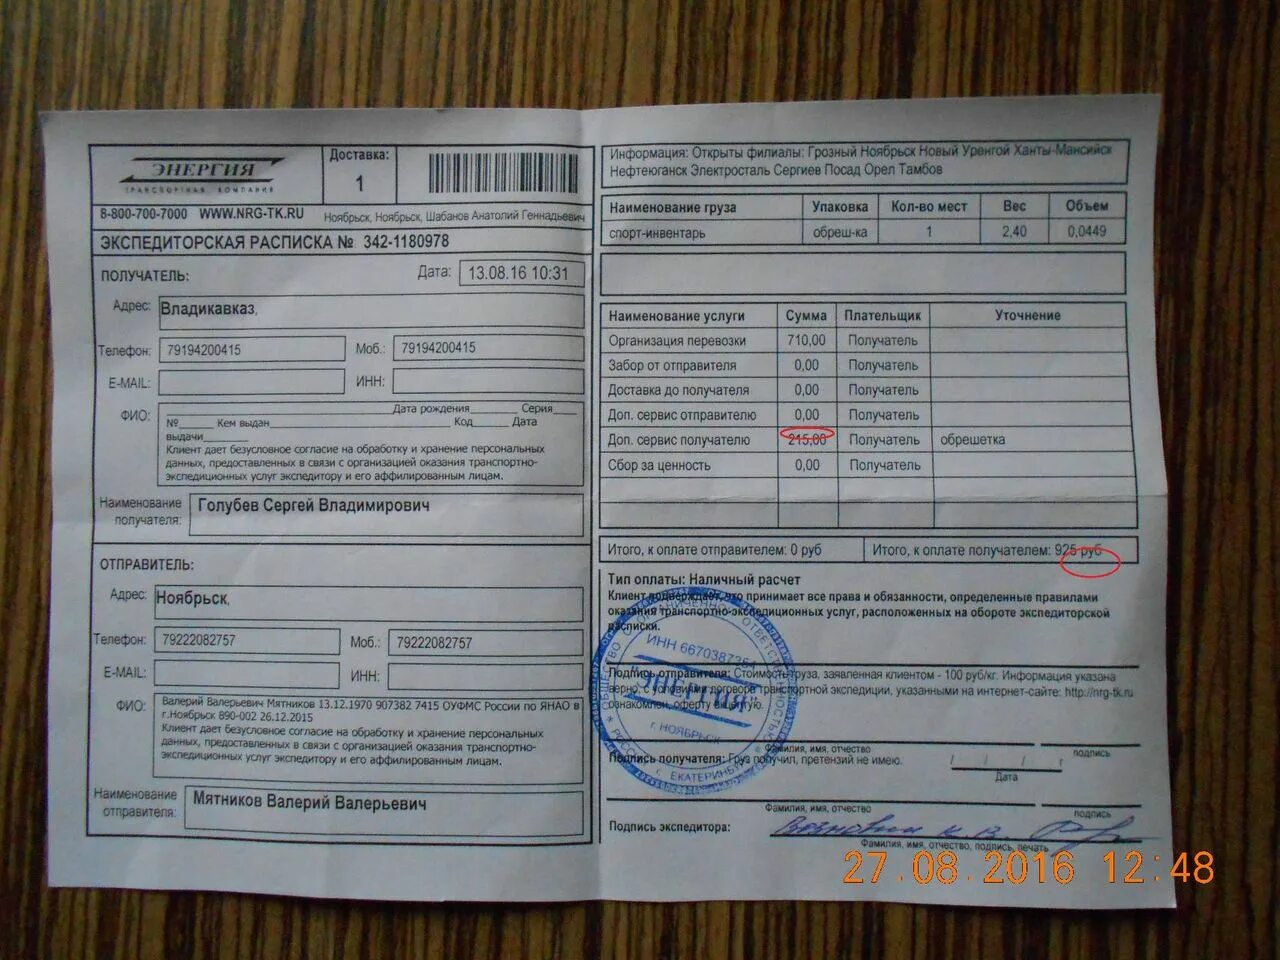 ЭНЕРГИЯ
ТРАНСПОРТНАЯ КОМПАНИЯ
Доставка:
1
8-800-700-7000 WWW.NRG-TK.RU
Ноябрьск, Ноябрьск, Шабанов Анатолий Геннадьевич
ЭКСПЕДИТОРСКАЯ РАСПИСКА № 342-1180978
ПОЛУЧАТЕЛЬ:
Дата: 13.08.16 10:31
Адрес: Владикавказ,
Телефон: 79194200415
Моб.: 79194200415
E-MAIL:
ИНН:
ФИО:
Дата рождения Серия
№ Кем выдан Код Дата
выдачи
Клиент дает безусловное согласие на обработку и хранение персональных
данных, предоставленных в связи с организацией оказания транспортно-
экспедиционных услуг экспедитору и его аффилированным лицам.
Наименование
получателя:
Голубев Сергей Владимирович
ОТПРАВИТЕЛЬ:
Адрес: Ноябрьск,
Телефон: 79222082757
Моб.: 79222082757
E-MAIL:
ИНН:
ФИО:
Валерий Валерьевич Мятников 13.12.1970 907382 7415 ОУФМС России по ЯНАО в
г.Ноябрьск 890-002 26.12.2015
Клиент дает безусловное согласие на обработку и хранение персональных
данных, предоставленных в связи с организацией оказания транспортно-
экспедиционных услуг экспедитору и его аффилированным лицам.
Наименование
отправителя:
Мятников Валерий Валерьевич
Информация: Открыты филиалы: Грозный Ноябрьск Новый Уренгой Ханты-Мансийск
Нефтеюганск Электросталь Сергиев Посад Орел Тамбов
Наименование груза Упаковка Кол-во мест Вес Объем
спорт-инвентарь обреш-ка 1 2,40 0,0449
Наименование услуги Сумма Плательщик Уточнение
Организация перевозки 710,00 Получатель
Забор от отправителя 0,00 Получатель
Доставка до получателя 0,00 Получатель
Доп. сервис отправителю 0,00 Получатель
Доп. сервис получателю 215,00 Получатель обрешетка
Сбор за ценность 0,00 Получатель
Итого, к оплате отправителем: 0 руб
Итого, к оплате получателем: 925 руб
Тип оплаты: Наличный расчет
Клиент подтверждает, что принимает все права и обязанности, определенные правилами
оказания транспортно-экспедиционных услуг, расположенных на обороте экспедиторской
расписки.
Подпись отправителя: Стоимость груза, заявленная клиентом - 100 руб/кг. Информация указана
верно, с условиями договора транспортной экспедиции, указанными на интернет-сайте: http://nrg-tk.ru
ознакомлен, оферту акцептую.
Фамилия, имя, отчество
подпись
Подпись получателя: Груз получил, претензий не имею.
/ / г
Дата
Фамилия, имя, отчество
подпись
Подпись экспедитора:
Фамилия, имя, отчество, подпись, печать
ИНН 6670387254
"ЭНЕРГИЯ"
г. НОЯБРЬСК
г. ЕКАТЕРИНБУРГ
27.08.2016 12:48